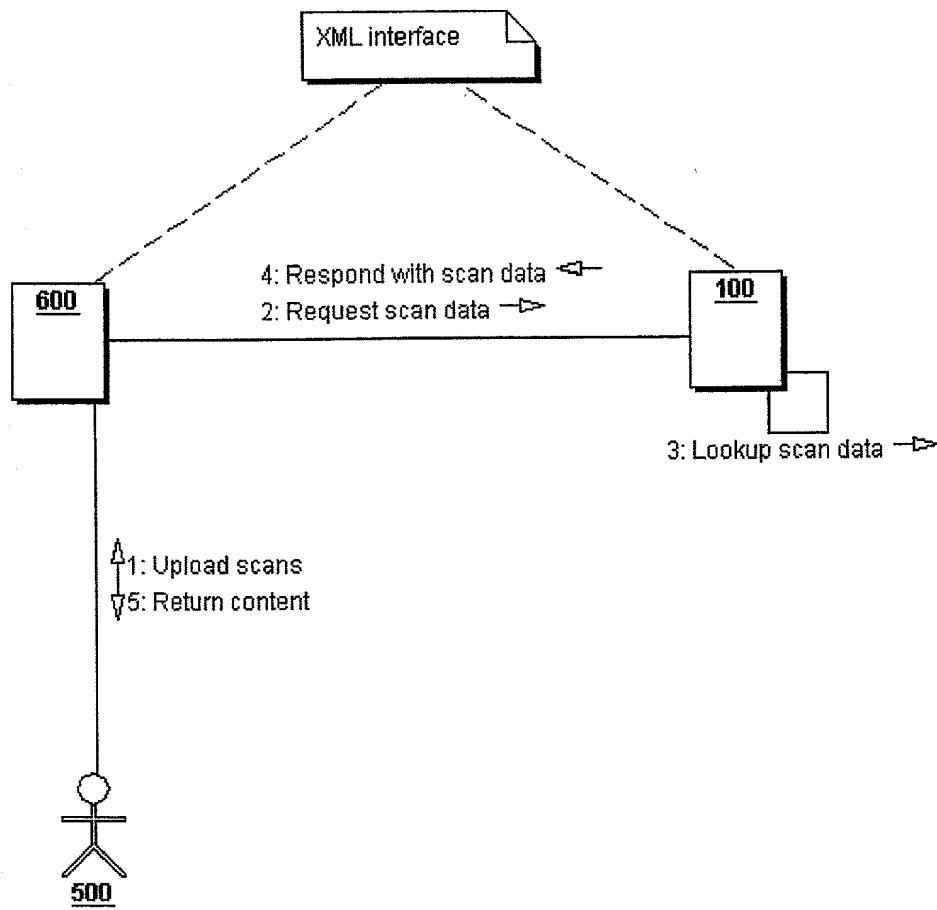 XML interface
4: Respond with scan data
600
100
2: Request scan data
3: Lookup scan data
1: Upload scans
5: Return content
500